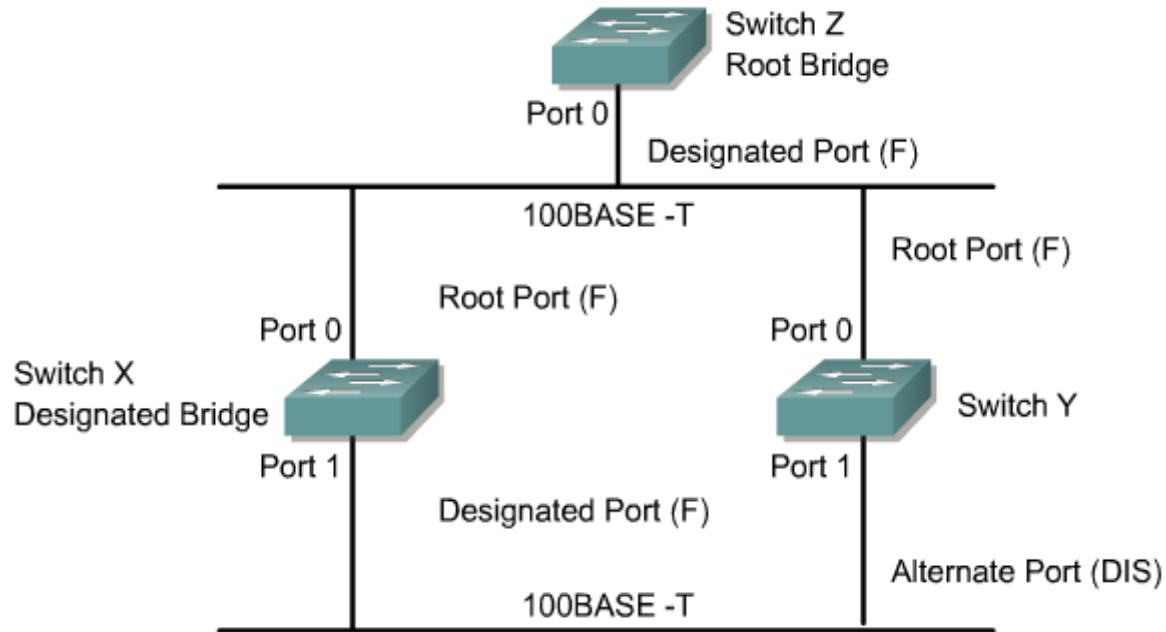 Switch Z
Root Bridge
Port 0
Designated Port (F)
100BASE -T
Root Port (F)
Root Port (F)
Port 0
Port 0
Switch X
Designated Bridge
Switch Y
Port 1
Port 1
Designated Port (F)
Alternate Port (DIS)
100BASE -T